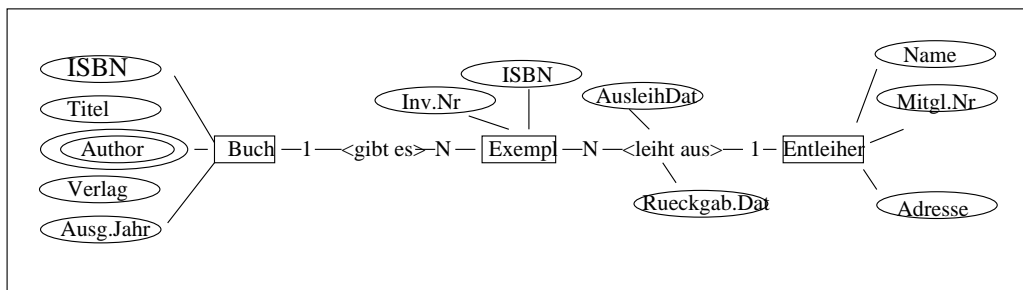 ISBN
Titel
Author
Verlag
Ausg.Jahr
Buch
1
<gibt es>
N
Inv.Nr
ISBN
Exempl
N
AusleihDat
<leiht aus>
Rueckgab.Dat
1
Entleiher
Name
Mitgl.Nr
Adresse